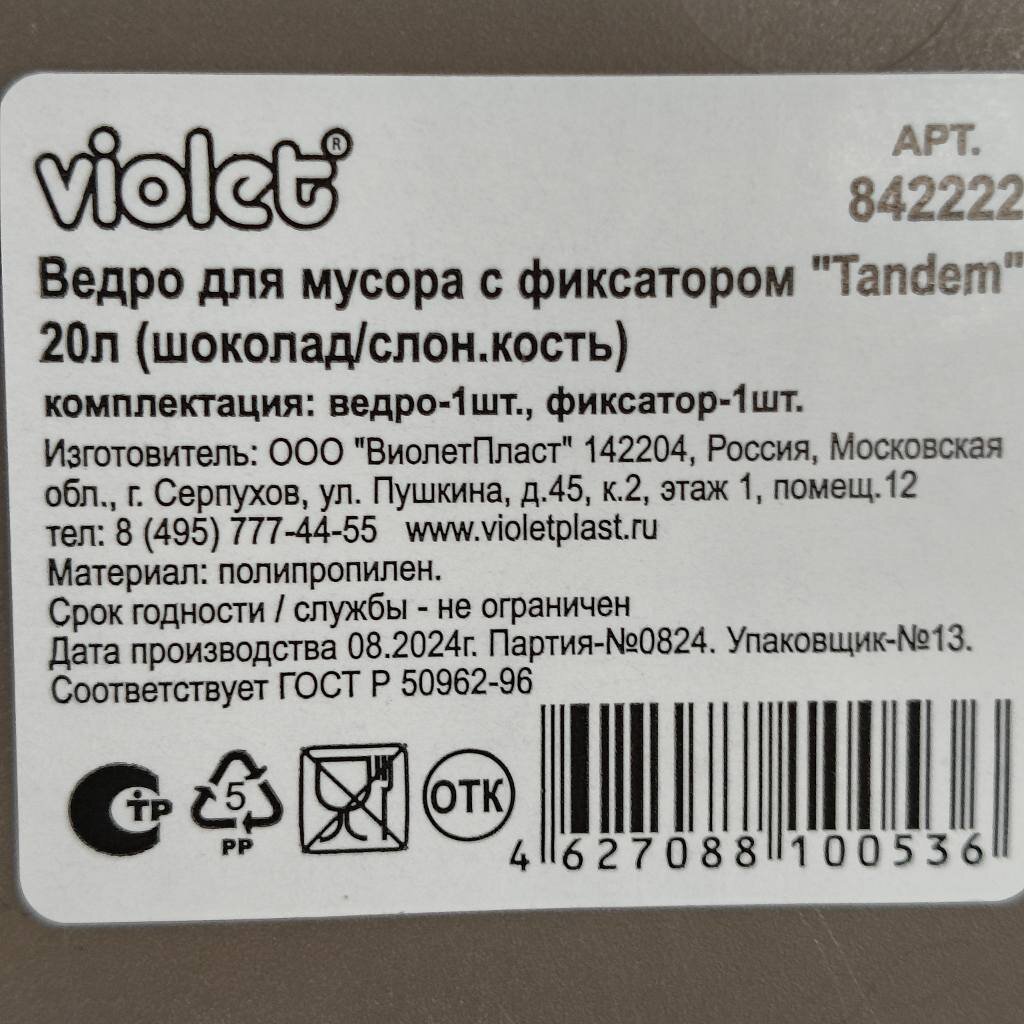 violet®
АРТ.
842222
Ведро для мусора с фиксатором "Tandem"
20л (шоколад/слон.кость)
комплектация: ведро-1шт., фиксатор-1шт.
Изготовитель: ООО "ВиолетПласт" 142204, Россия, Московская
обл., г. Серпухов, ул. Пушкина, д.45, к.2, этаж 1, помещ.12
тел: 8 (495) 777-44-55 www.violetplast.ru
Материал: полипропилен.
Срок годности / службы - не ограничен
Дата производства 08.2024г. Партия-№0824. Упаковщик-№13.
Соответствует ГОСТ Р 50962-96
СТР
5
PP
ОТК
4 627088 100536